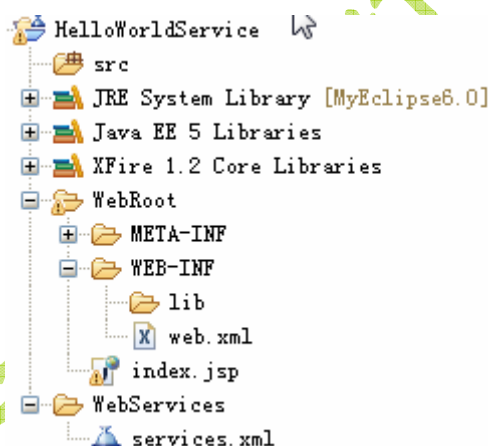 HelloWorldService
src
JRE System Library [MyEclipse6.0]
Java EE 5 Libraries
XFire 1.2 Core Libraries
WebRoot
META-INF
WEB-INF
lib
web.xml
index.jsp
WebServices
services.xml